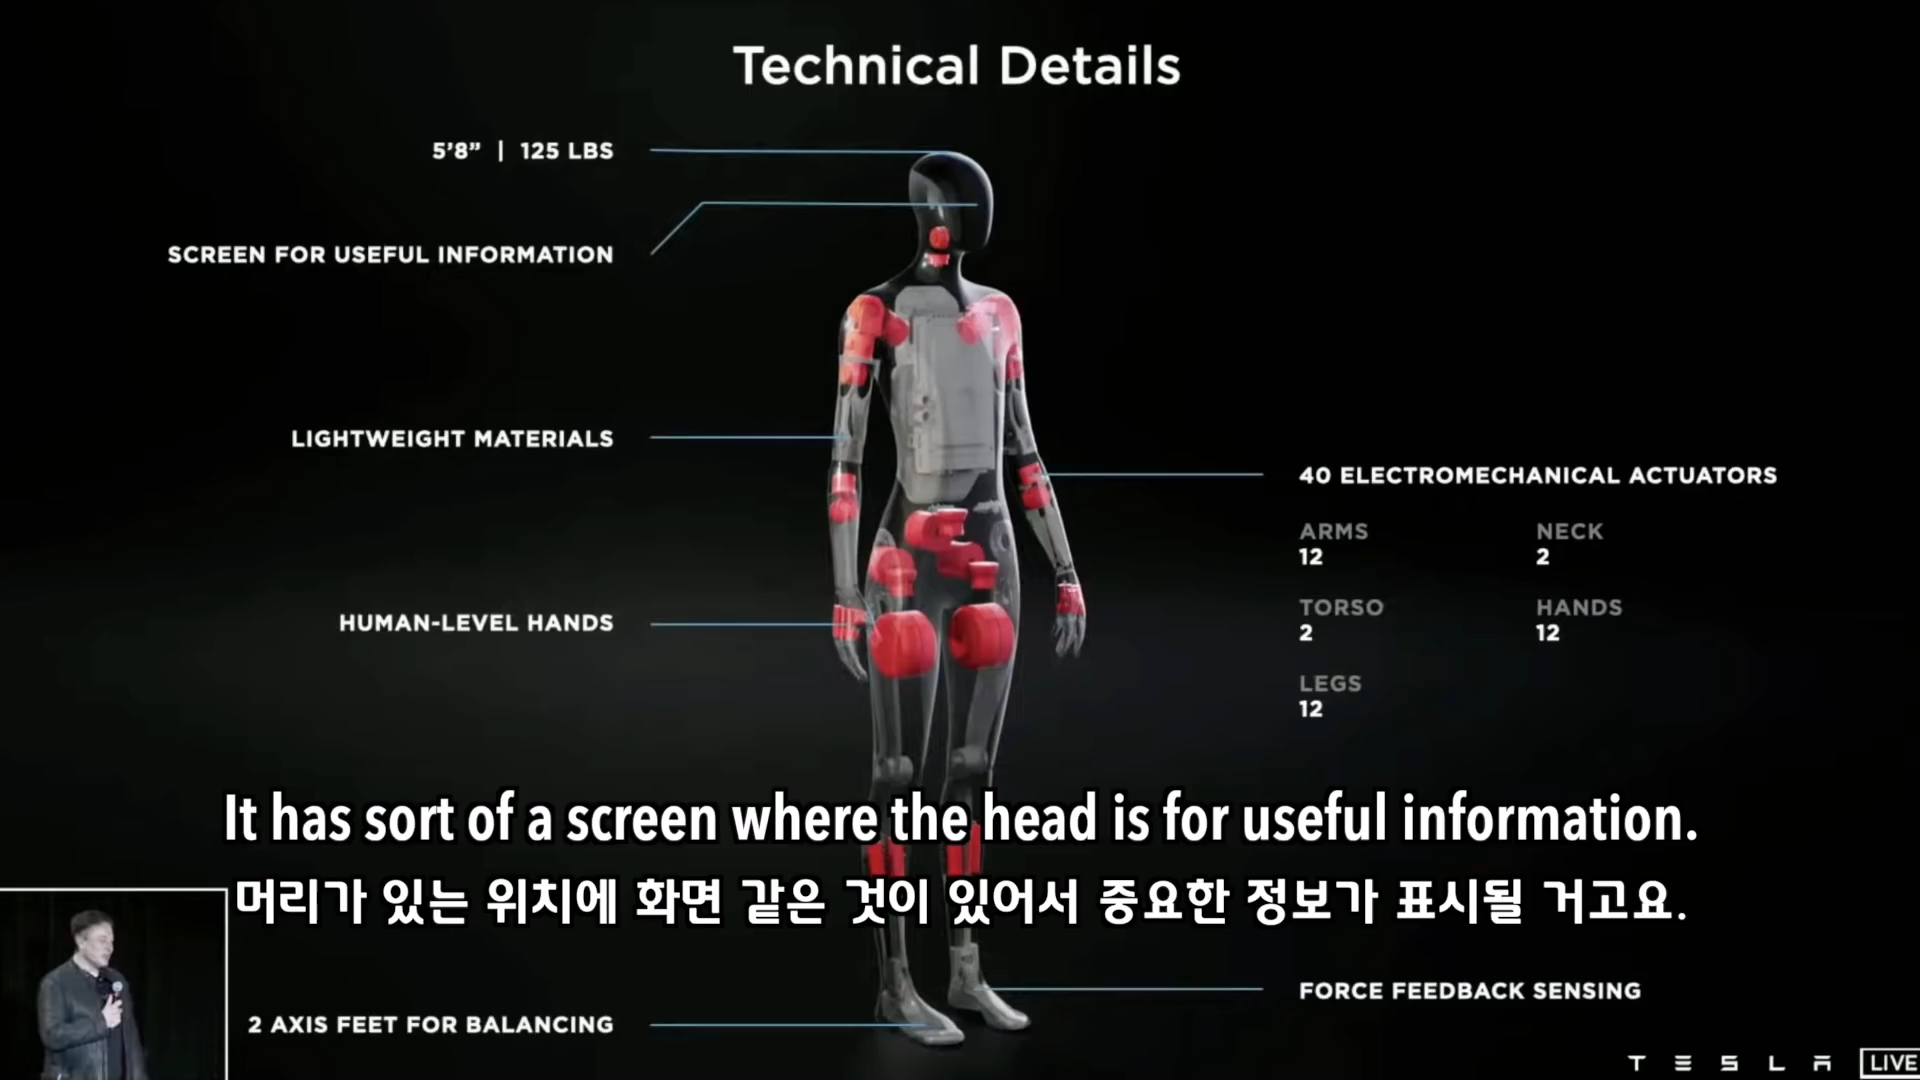 Technical Details
5'8” | 125 LBS
SCREEN FOR USEFUL INFORMATION
LIGHTWEIGHT MATERIALS
HUMAN-LEVEL HANDS
2 AXIS FEET FOR BALANCING
40 ELECTROMECHANICAL ACTUATORS
ARMS
12
NECK
2
TORSO
2
HANDS
12
LEGS
12
FORCE FEEDBACK SENSING
It has sort of a screen where the head is for useful information.
머리가 있는 위치에 화면 같은 것이 있어서 중요한 정보가 표시될 거고요.
TESLA
LIVE